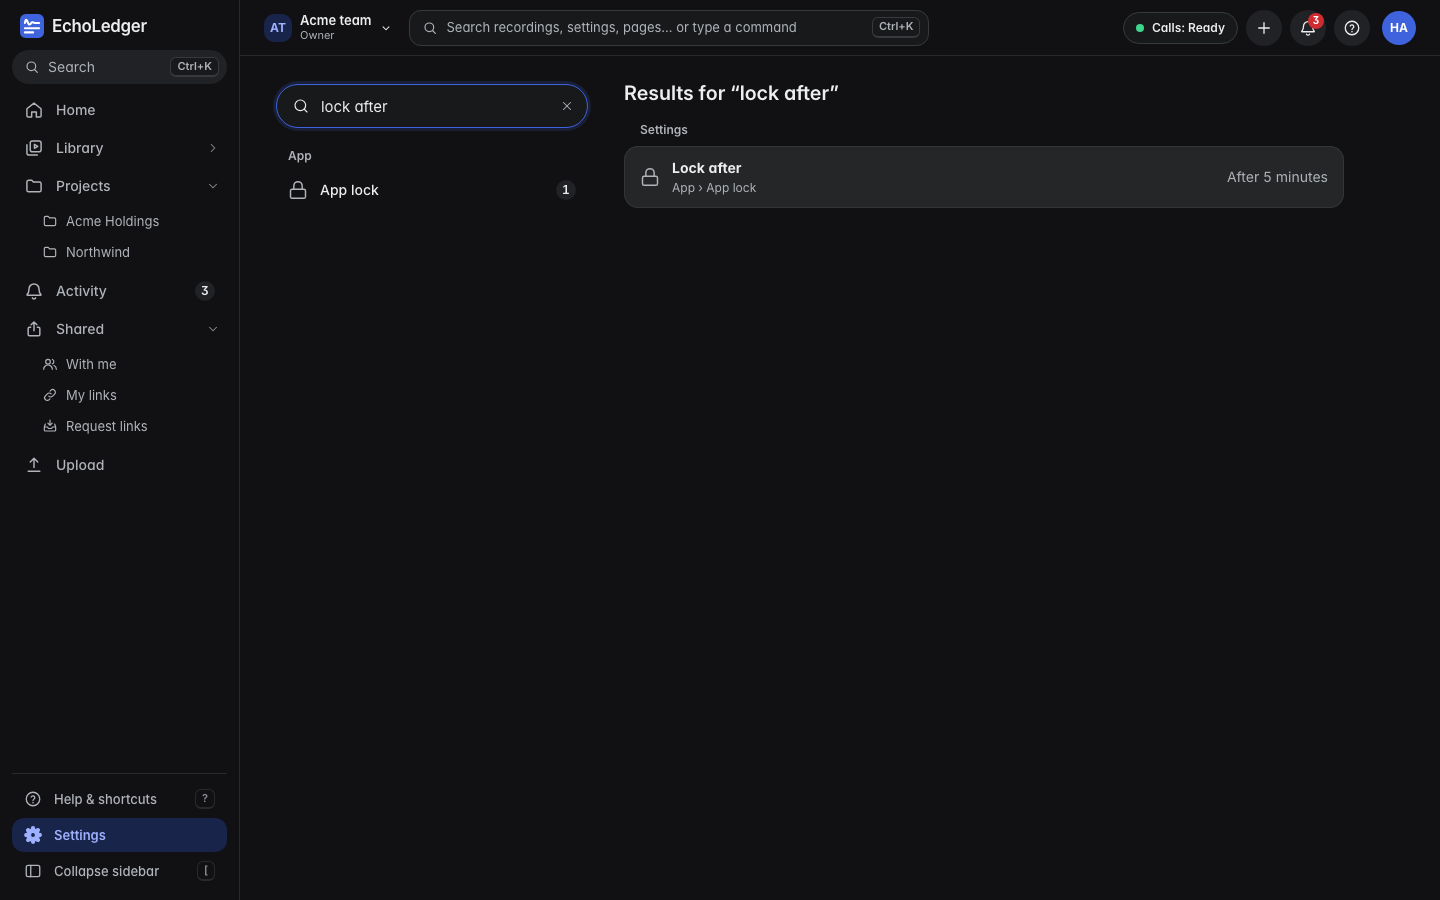 EchoLedger
Search
Ctrl+K
Home
Library
Projects
Acme Holdings
Northwind
Activity
3
Shared
With me
My links
Request links
Upload
Help & shortcuts
?
Settings
Collapse sidebar
[
AT
Acme team
Owner
Search recordings, settings, pages... or type a command
Ctrl+K
Calls: Ready
3
HA
lock after
App
App lock
1
Results for “lock after”
Settings
Lock after
App › App lock
After 5 minutes